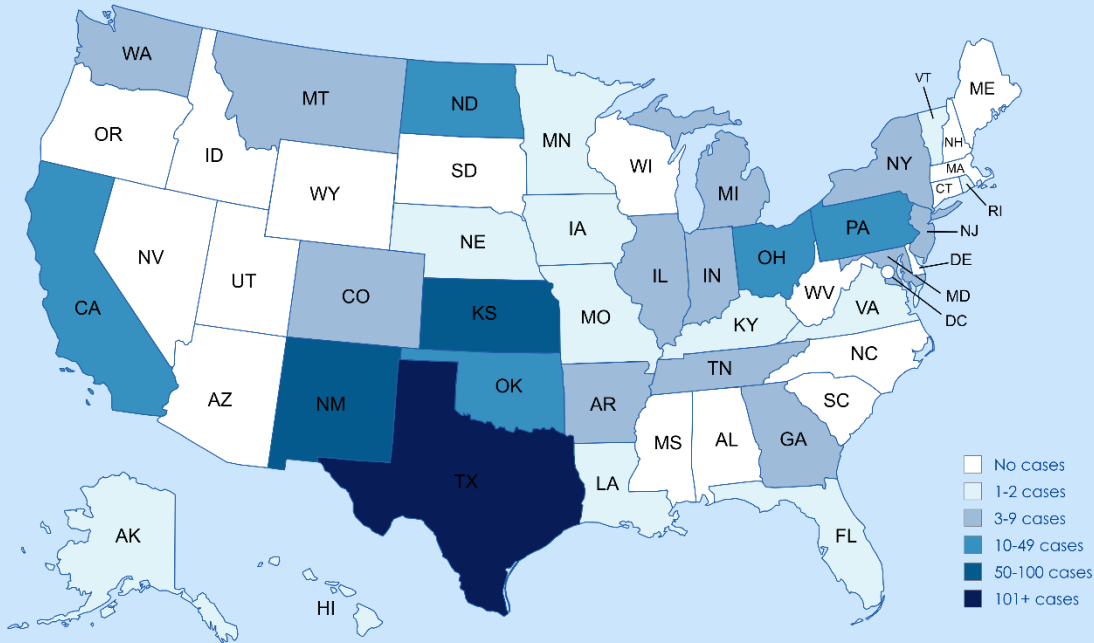 WA
MT
ND
MN
VT
ME
OR
ID
WY
SD
WI
MI
NY
NH
MA
CT
RI
NV
UT
CO
NE
IA
IL
IN
OH
PA
NJ
DE
MD
DC
CA
KS
MO
KY
WV
VA
AZ
NM
OK
AR
TN
NC
SC
TX
LA
MS
AL
GA
FL
AK
HI
No cases
1-2 cases
3-9 cases
10-49 cases
50-100 cases
101+ cases